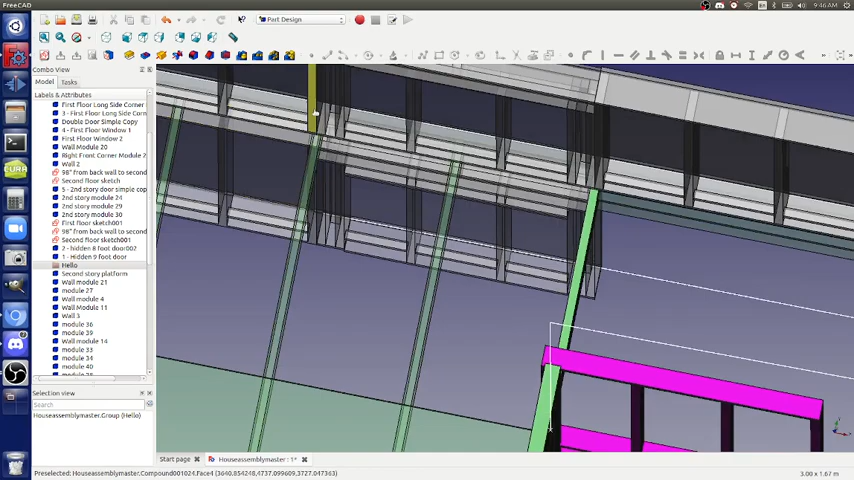 FreeCAD
En
9:46 AM
Part Design
Combo View
Model
Tasks
Labels & Attributes
First Floor Long Side Corner
3 - First Floor Long Side Corner
Double Door Simple Copy
4 - First Floor Window 1
First Floor Window 2
Wall Module 20
Right Front Corner Module 2
Wall 2
98" from back wall to second
Second floor sketch
5 - 2nd story door simple cop
2nd story module 24
2nd story module 29
2nd story module 30
First Floor sketch001
98" from back wall to second
Second Floor sketch001
2 - hidden 8 foot door002
1 - Hidden 9 foot door
Hello
Second story platform
Wall module 21
module 27
Wall module 4
Wall Module 11
Wall 3
module 36
module 39
Wall module 14
module 33
module 34
module 40
Selection view
Search
Houseassemblymaster.Group (Hello)
Start page
Houseassemblymaster : 1*
Preselected: Houseassemblymaster.Compound001024.Face4 (3640.854248,4737.099609,3727.047363)
3.00 x 1.67 m
CURA